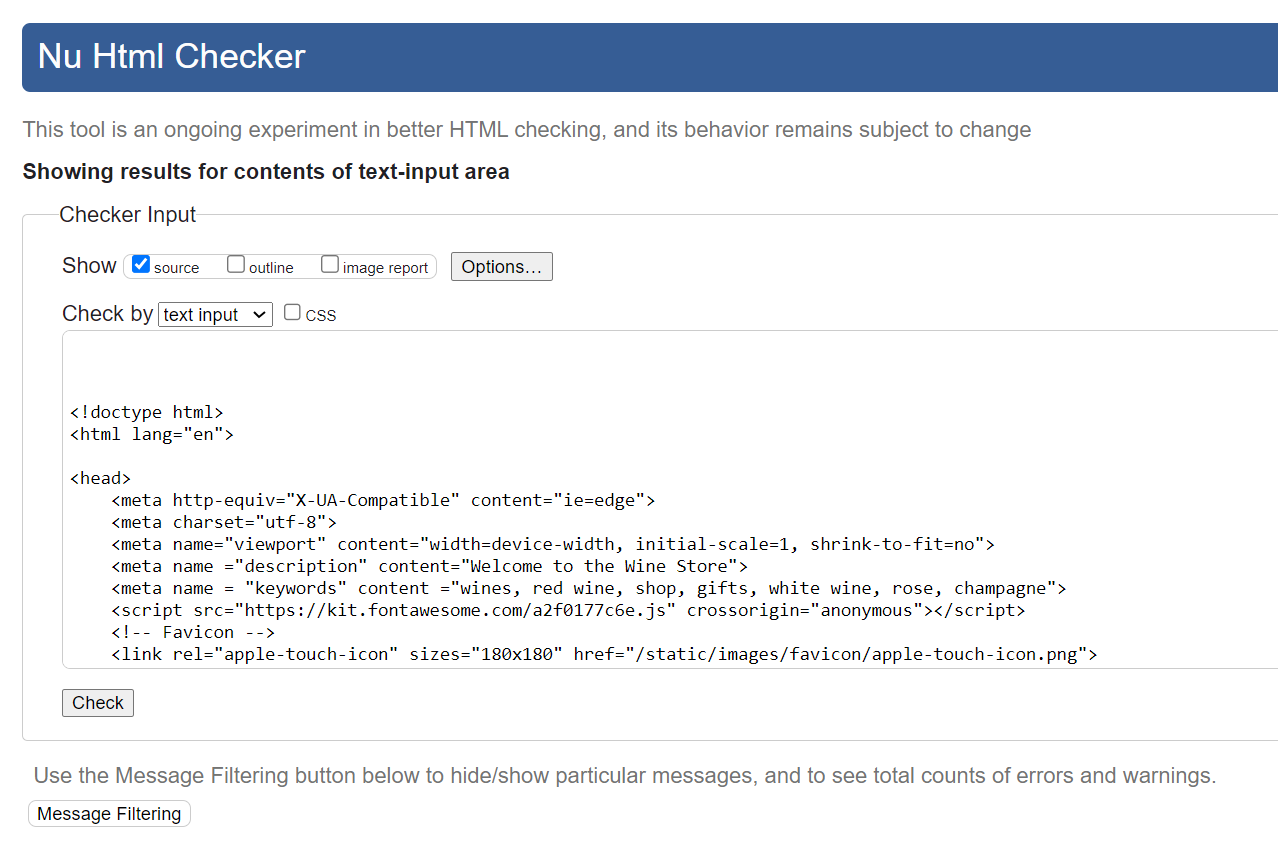 Nu Html Checker
This tool is an ongoing experiment in better HTML checking, and its behavior remains subject to change
Showing results for contents of text-input area
Checker Input
Show source outline image report Options…
Check by text input CSS
<!doctype html>
<html lang="en">
<head>
    <meta http-equiv="X-UA-Compatible" content="ie=edge">
    <meta charset="utf-8">
    <meta name="viewport" content="width=device-width, initial-scale=1, shrink-to-fit=no">
    <meta name ="description" content="Welcome to the Wine Store">
    <meta name = "keywords" content ="wines, red wine, shop, gifts, white wine, rose, champagne">
    <script src="https://kit.fontawesome.com/a2f0177c6e.js" crossorigin="anonymous"></script>
    <!-- Favicon -->
    <link rel="apple-touch-icon" sizes="180x180" href="/static/images/favicon/apple-touch-icon.png">
Check
Use the Message Filtering button below to hide/show particular messages, and to see total counts of errors and warnings.
Message Filtering